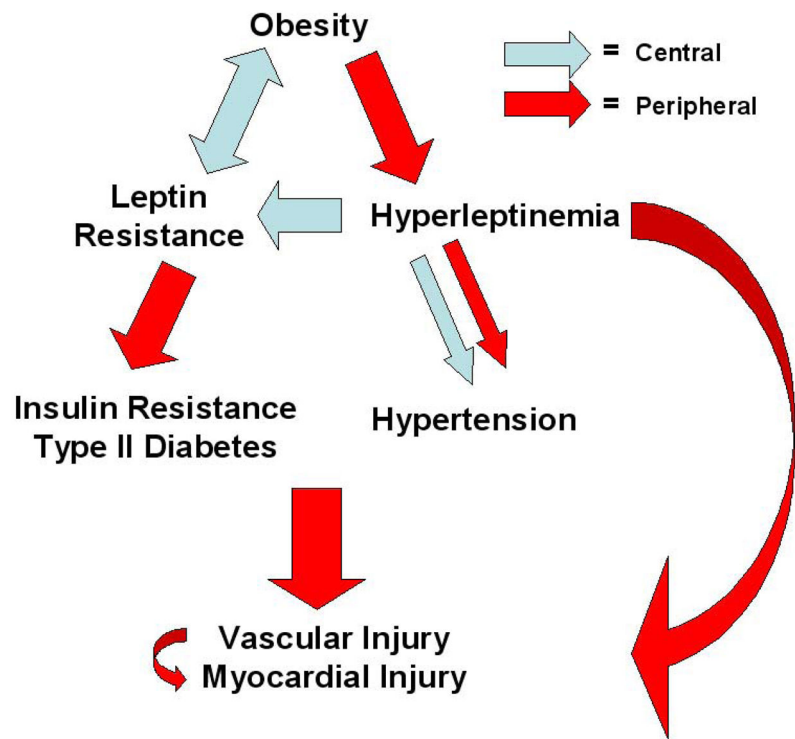 Obesity
= Central
= Peripheral
Leptin
Resistance
Hyperleptinemia
Insulin Resistance
Type II Diabetes
Hypertension
Vascular Injury
Myocardial Injury